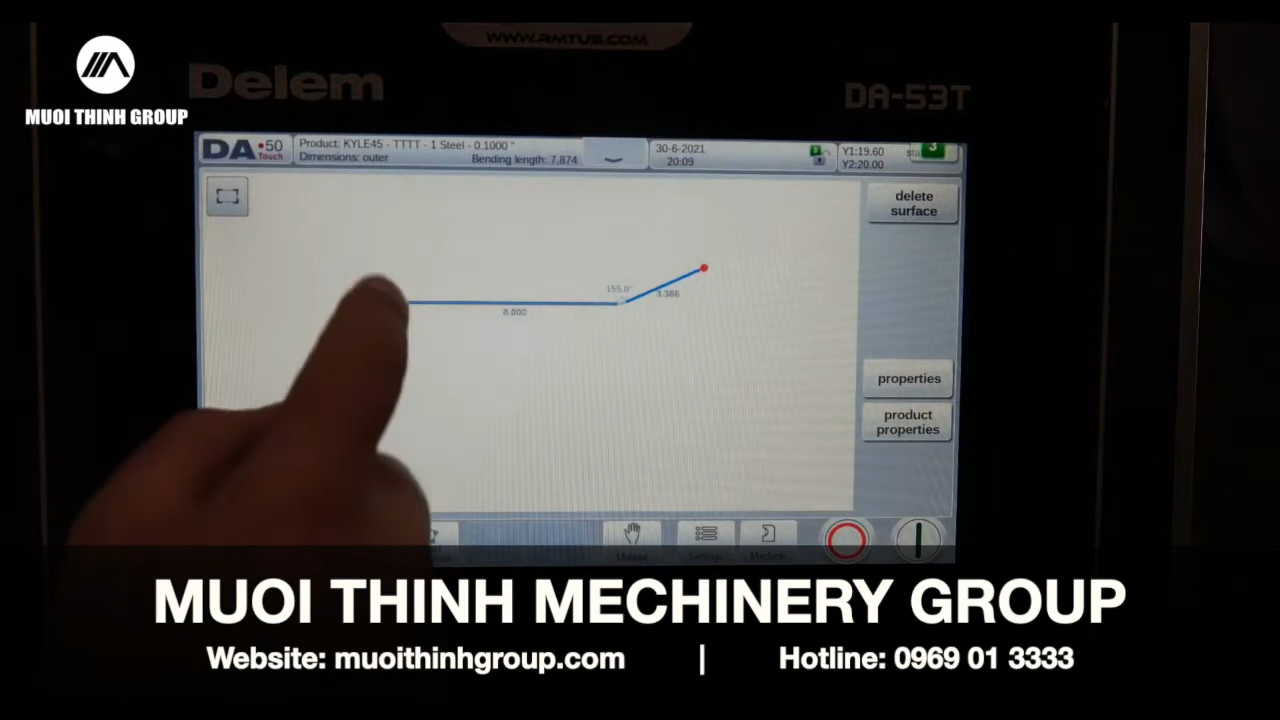 WWW.RMTUS.COM
MUOI THINH GROUP
Delem
DA-53T
DA•50
Touch
Product: KYLE45 - TTTT - 1 Steel - 0.1000 "
Dimensions: outer
Bending length: 7.874
30-6-2021
20:09
3
Y1:19.60
Y2:20.00
delete
surface
155.0°
3.386
8.000
properties
product
properties
Manual
Settings
Machine
MUOI THINH MECHINERY GROUP
Website: muoithinhgroup.com | Hotline: 0969 01 3333